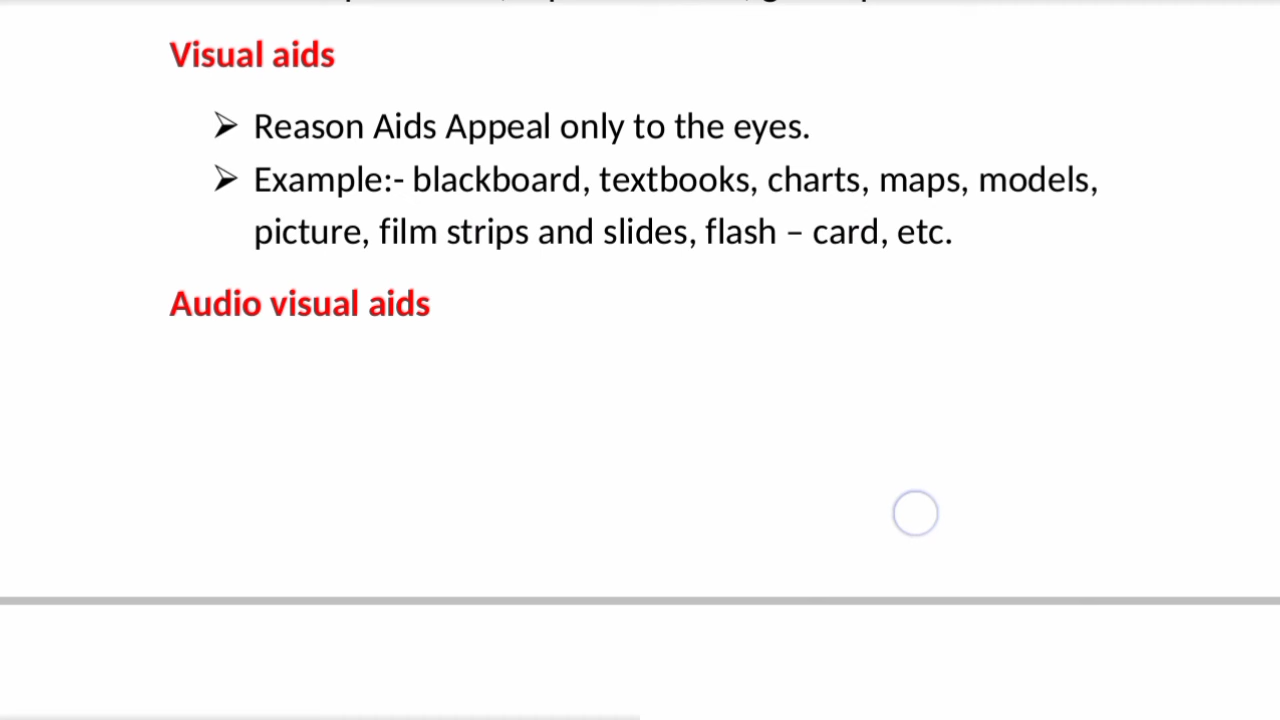 Visual aids
➢ Reason Aids Appeal only to the eyes.
➢ Example:- blackboard, textbooks, charts, maps, models,
picture, film strips and slides, flash – card, etc.
Audio visual aids